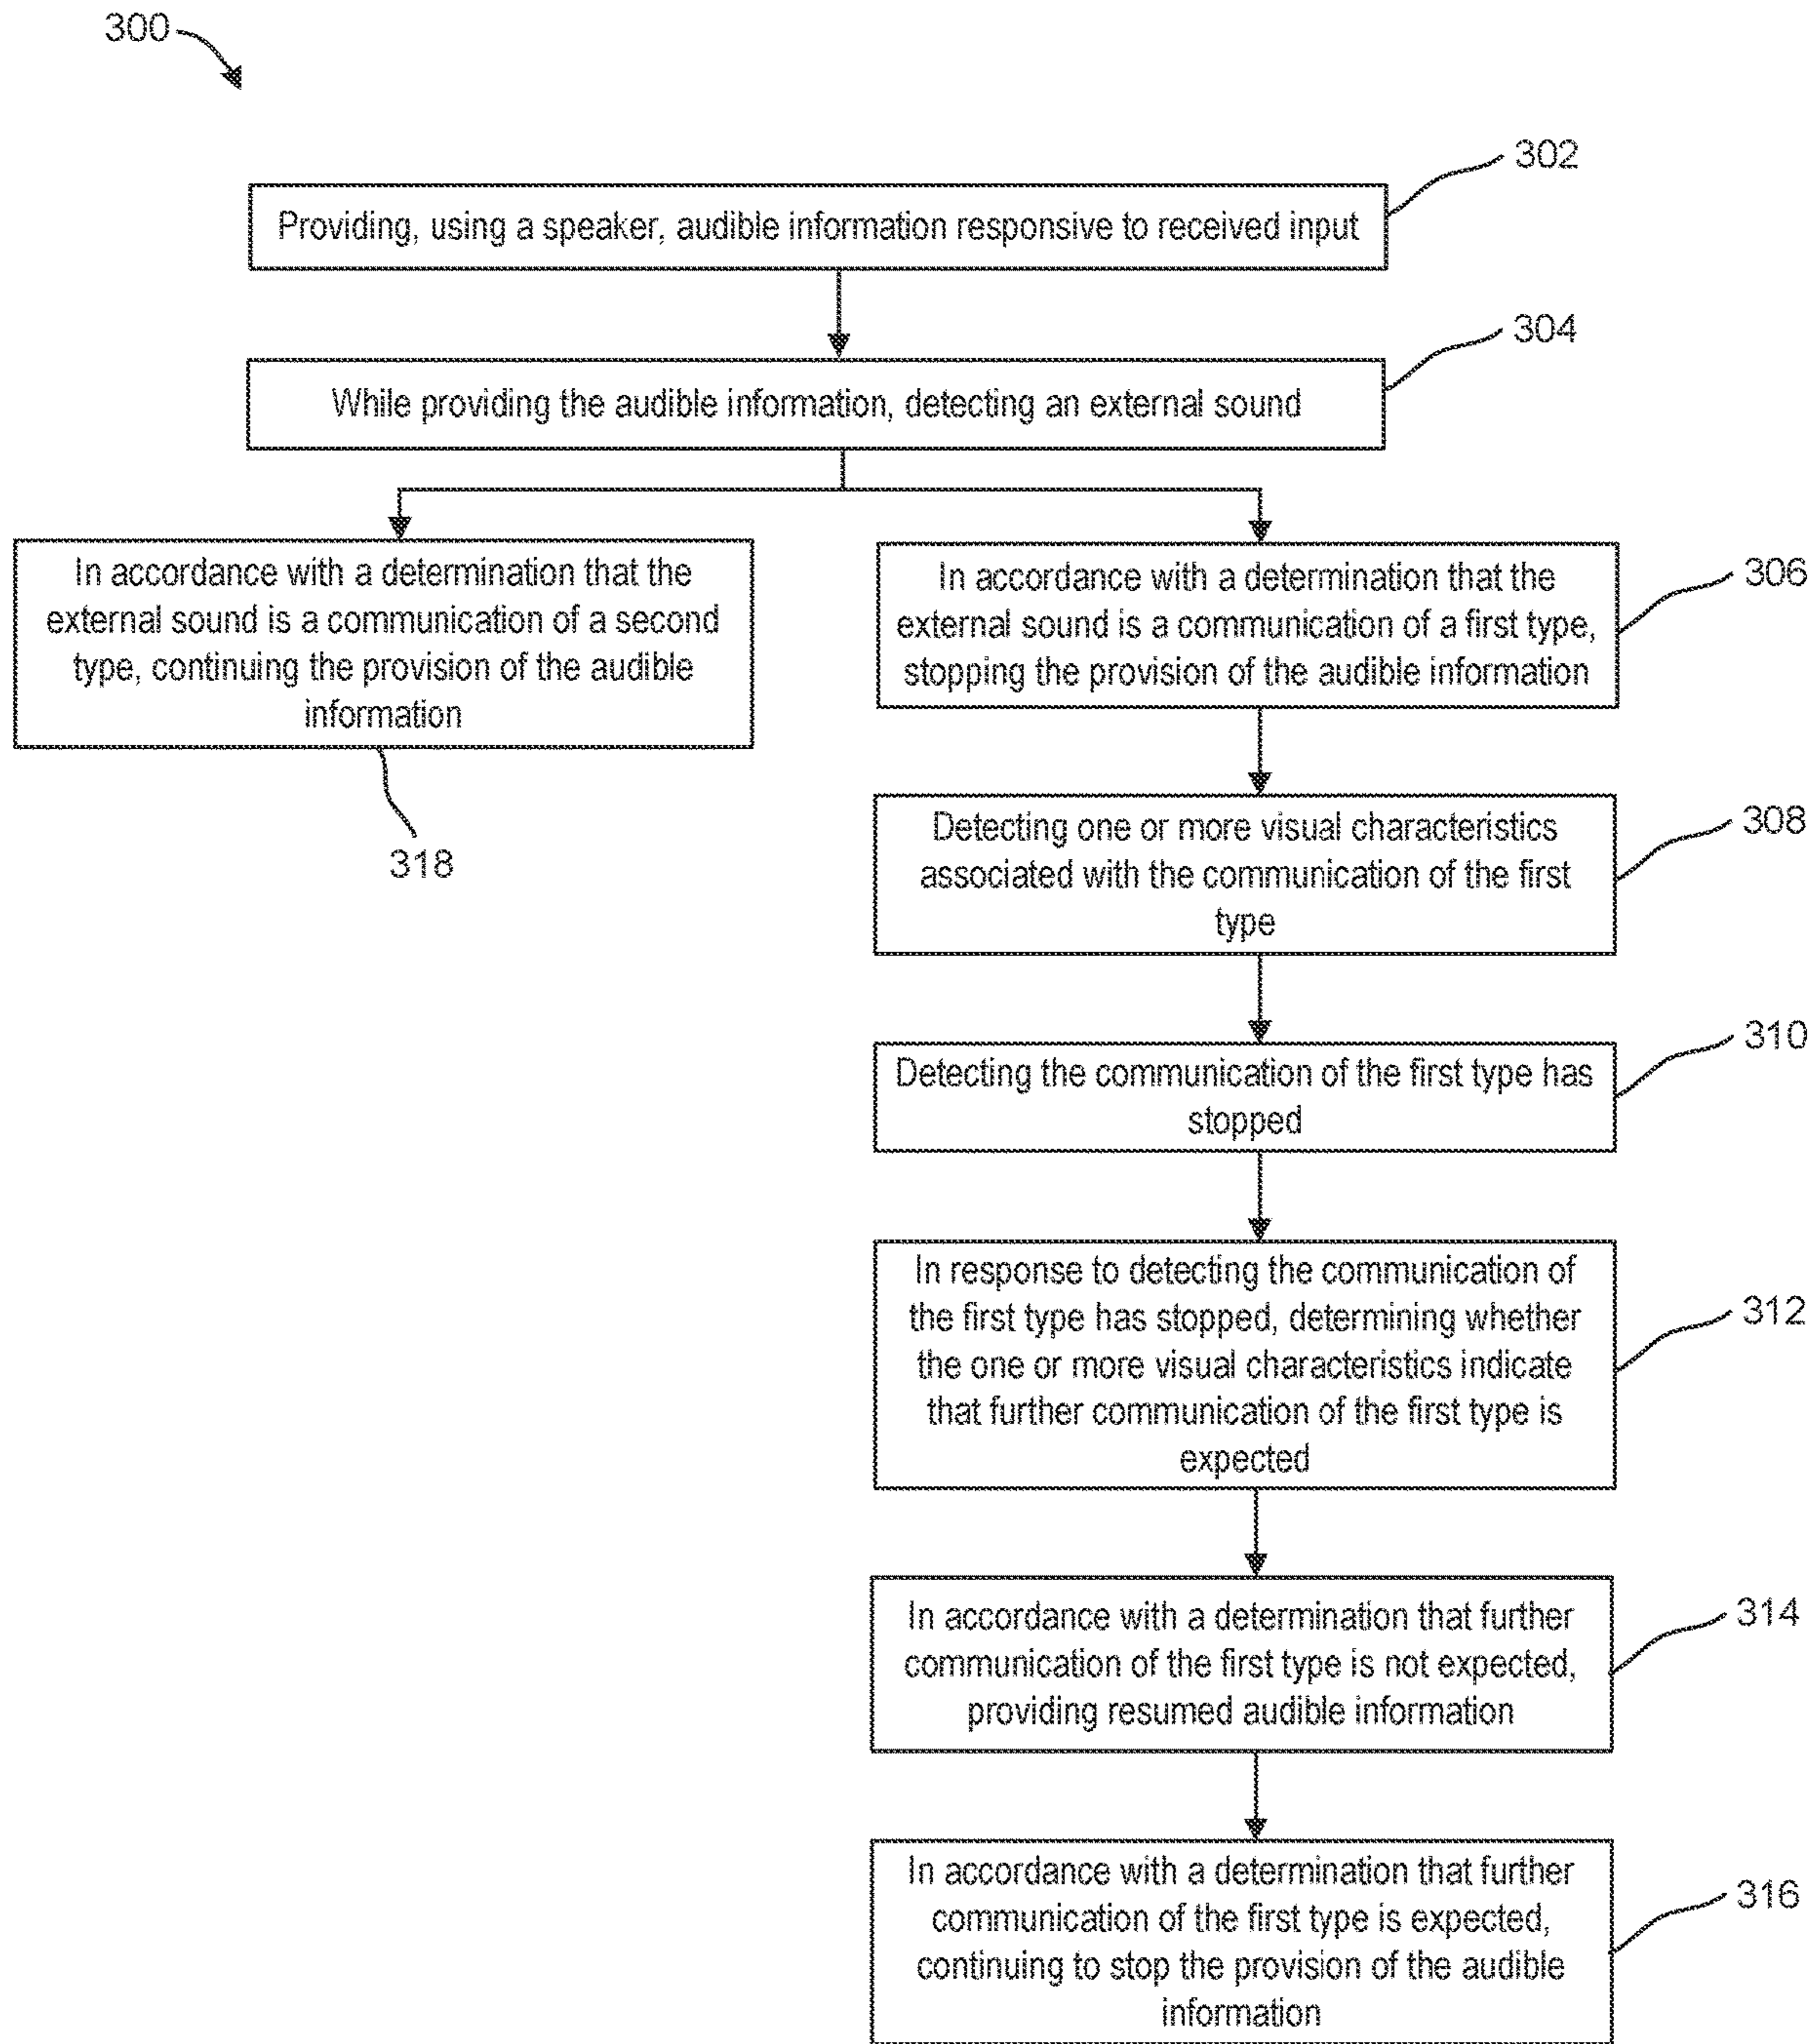 300
302
Providing, using a speaker, audible information responsive to received input
304
While providing the audible information, detecting an external sound
In accordance with a determination that the
external sound is a communication of a second
type, continuing the provision of the audible
information
318
306
In accordance with a determination that the
external sound is a communication of a first type,
stopping the provision of the audible information
308
Detecting one or more visual characteristics
associated with the communication of the first
type
310
Detecting the communication of the first type has
stopped
312
In response to detecting the communication of
the first type has stopped, determining whether
the one or more visual characteristics indicate
that further communication of the first type is
expected
314
In accordance with a determination that further
communication of the first type is not expected,
providing resumed audible information
316
In accordance with a determination that further
communication of the first type is expected,
continuing to stop the provision of the audible
information